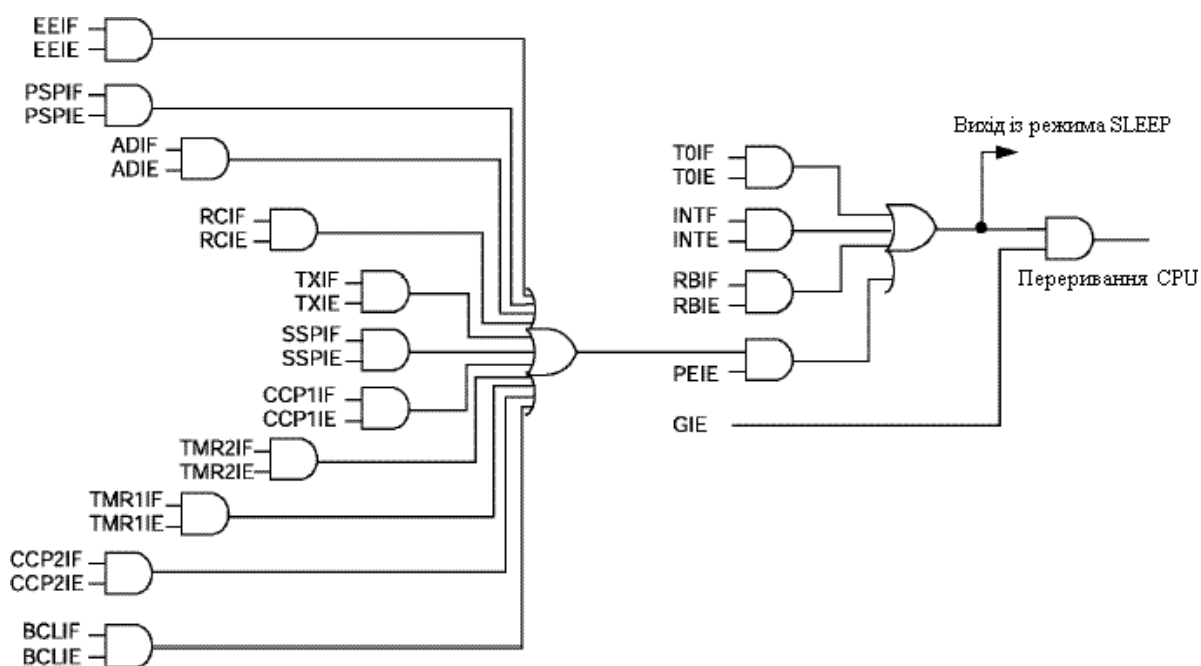 EEIF
EEIE
PSPIF
PSPIE
ADIF
ADIE
RCIF
RCIE
TXIF
TXIE
SSPIF
SSPIE
CCP1IF
CCP1IE
TMR2IF
TMR2IE
TMR1IF
TMR1IE
CCP2IF
CCP2IE
BCLIF
BCLIE
T0IF
T0IE
INTF
INTE
RBIF
RBIE
PEIE
GIE
Вихід із режима SLEEP
Переривання CPU